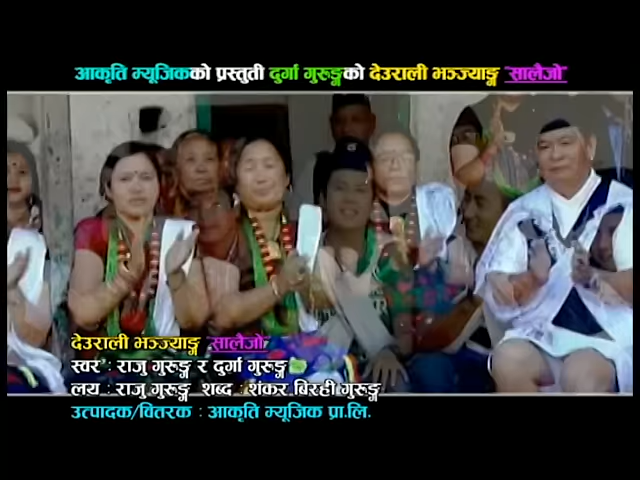 आकृति म्यूजिकको प्रस्तुती दुर्गा गुरुङ्गको देउराली भञ्ज्याङ्ग "सालैजो"
देउराली भञ्ज्याङ्ग सालैजो
स्वर : राजु गुरुङ्ग र दुर्गा गुरुङ्ग
लय : राजु गुरुङ्ग शब्द : शंकर बिरही गुरुङ्ग
उत्पादक/वितरक : आकृति म्यूजिक प्रा.लि.